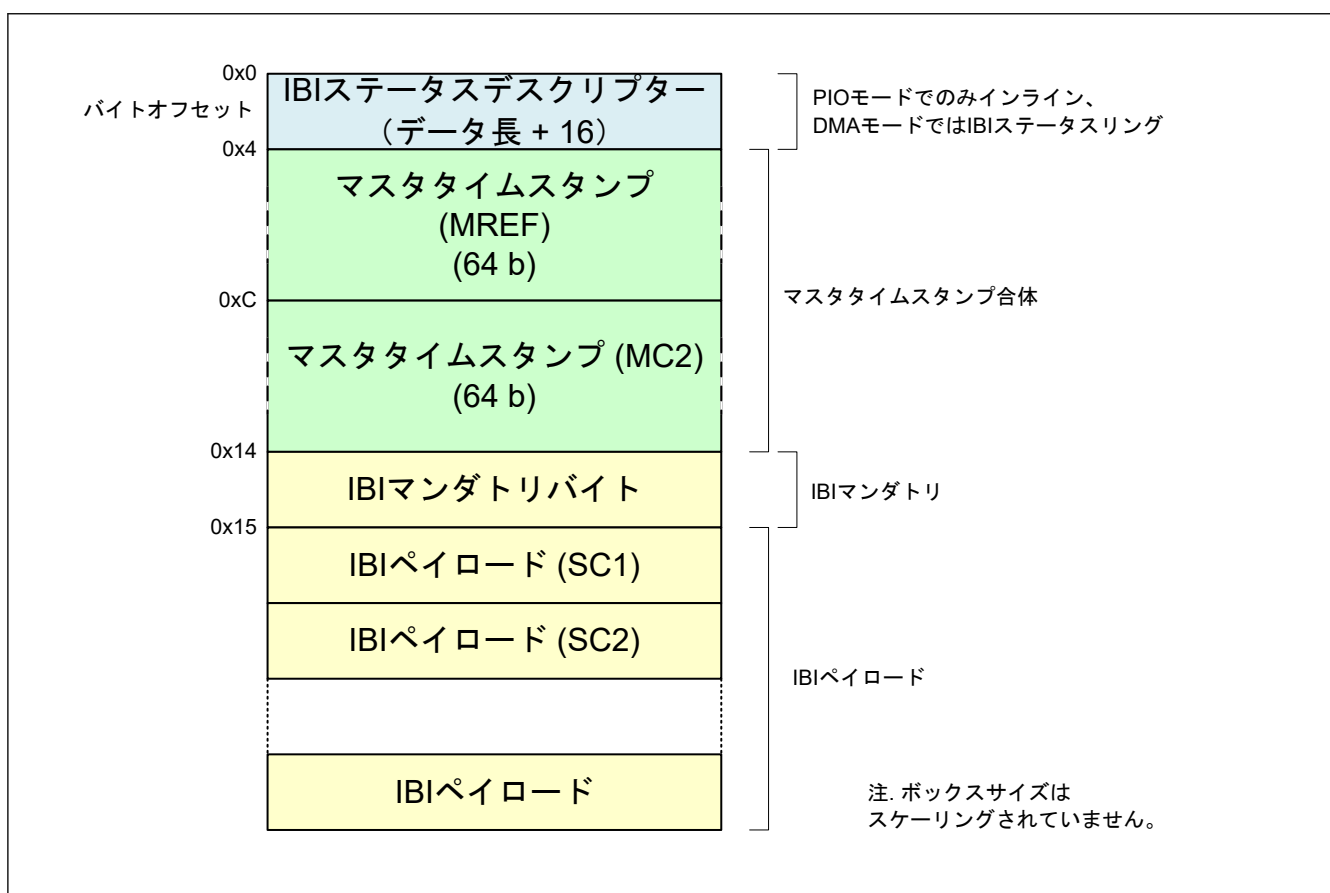 0x0
バイトオフセット
IBIステータスデスクリプター
（データ長 + 16）
PIOモードでのみインライン、
DMAモードではIBIステータスリング
0x4
マスタタイムスタンプ
(MREF)
(64 b)
マスタタイムスタンプ合体
0xC
マスタタイムスタンプ (MC2)
(64 b)
0x14
IBIマンダトリバイト
IBIマンダトリ
0x15
IBIペイロード (SC1)
IBIペイロード (SC2)
IBIペイロード
IBIペイロード
注. ボックスサイズは
スケーリングされていません。